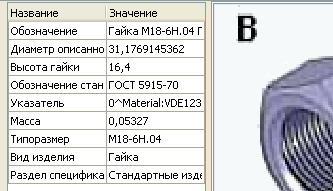 Название Значение
Обозначение Гайка М18-6Н.04 Г
Диаметр описанно 31,1769145362
Высота гайки 16,4
Обозначение стан ГОСТ 5915-70
Указатель 0^Material:VDE123
Масса 0,05327
Типоразмер М18-6Н.04
Вид изделия Гайка
Раздел специфика Стандартные изде
В